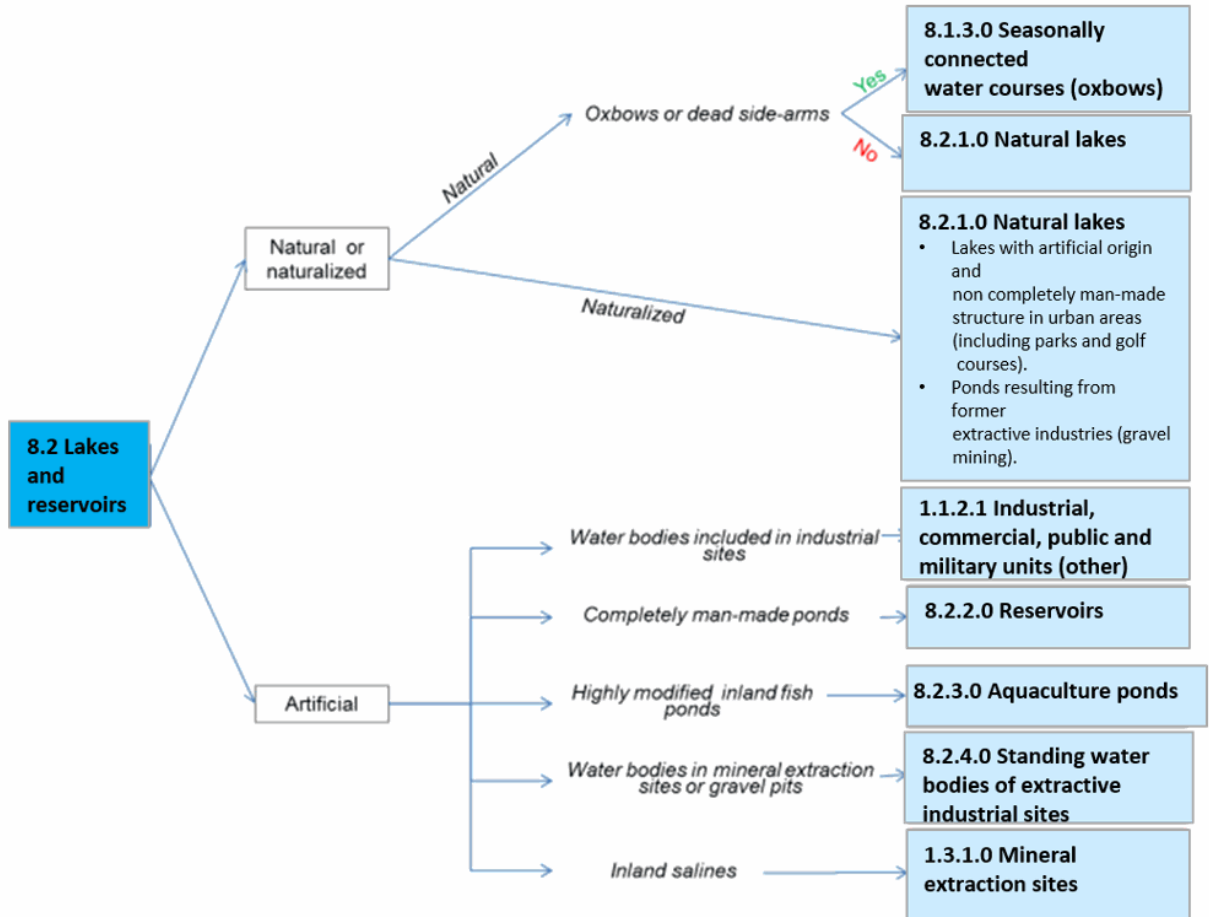 8.1.3.0 Seasonally
connected
water courses (oxbows)
Yes
Oxbows or dead side-arms
No
8.2.1.0 Natural lakes
Natural
Natural or
naturalized
Naturalized
8.2.1.0 Natural lakes
• Lakes with artificial origin
and
non completely man-made
structure in urban areas
(including parks and golf
courses).
• Ponds resulting from
former
extractive industries (gravel
mining).
8.2 Lakes
and
reservoirs
Artificial
Water bodies included in industrial
sites
1.1.2.1 Industrial,
commercial, public and
military units (other)
Completely man-made ponds
8.2.2.0 Reservoirs
Highly modified inland fish
ponds
8.2.3.0 Aquaculture ponds
Water bodies in mineral extraction
sites or gravel pits
8.2.4.0 Standing water
bodies of extractive
industrial sites
Inland salines
1.3.1.0 Mineral
extraction sites